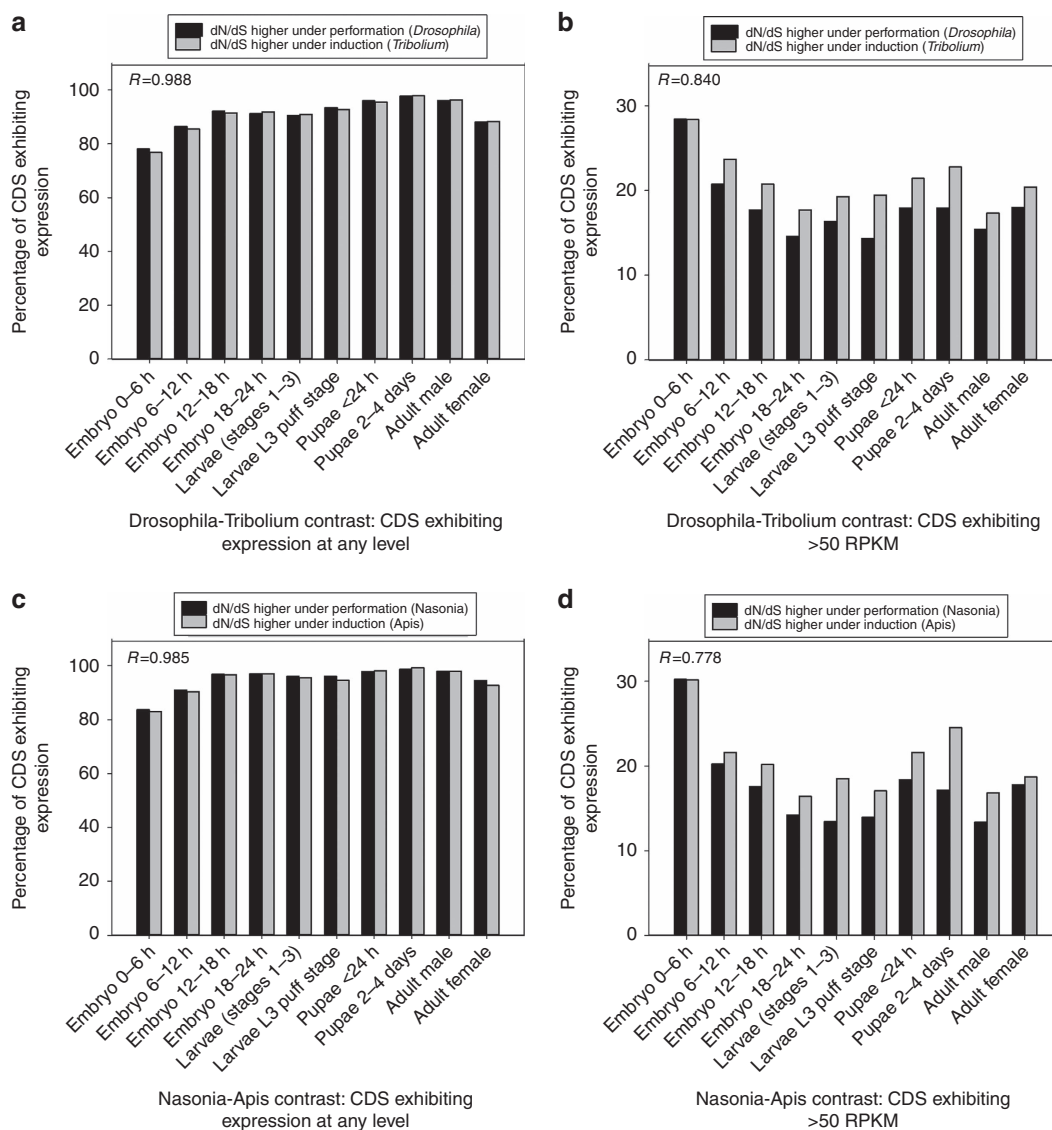 a
dN/dS higher under performation (Drosophila)
dN/dS higher under induction (Tribolium)
R=0.988
Percentage of CDS exhibiting
expression
100
80
60
40
20
0
Embryo 0–6 h
Embryo 6–12 h
Embryo 12–18 h
Embryo 18–24 h
Larvae (stages 1–3)
Larvae L3 puff stage
Pupae <24 h
Pupae 2–4 days
Adult male
Adult female
Drosophila-Tribolium contrast: CDS exhibiting
expression at any level
b
dN/dS higher under performation (Drosophila)
dN/dS higher under induction (Tribolium)
R=0.840
Percentage of CDS exhibiting
expression
30
20
10
0
Embryo 0–6 h
Embryo 6–12 h
Embryo 12–18 h
Embryo 18–24 h
Larvae (stages 1–3)
Larvae L3 puff stage
Pupae <24 h
Pupae 2–4 days
Adult male
Adult female
Drosophila-Tribolium contrast: CDS exhibiting
>50 RPKM
c
dN/dS higher under performation (Nasonia)
dN/dS higher under induction (Apis)
R=0.985
Percentage of CDS exhibiting
expression
100
80
60
40
20
0
Embryo 0–6 h
Embryo 6–12 h
Embryo 12–18 h
Embryo 18–24 h
Larvae (stages 1–3)
Larvae L3 puff stage
Pupae <24 h
Pupae 2–4 days
Adult male
Adult female
Nasonia-Apis contrast: CDS exhibiting
expression at any level
d
dN/dS higher under performation (Nasonia)
dN/dS higher under induction (Apis)
R=0.778
Percentage of CDS exhibiting
expression
30
20
10
0
Embryo 0–6 h
Embryo 6–12 h
Embryo 12–18 h
Embryo 18–24 h
Larvae (stages 1–3)
Larvae L3 puff stage
Pupae <24 h
Pupae 2–4 days
Adult male
Adult female
Nasonia-Apis contrast: CDS exhibiting
>50 RPKM